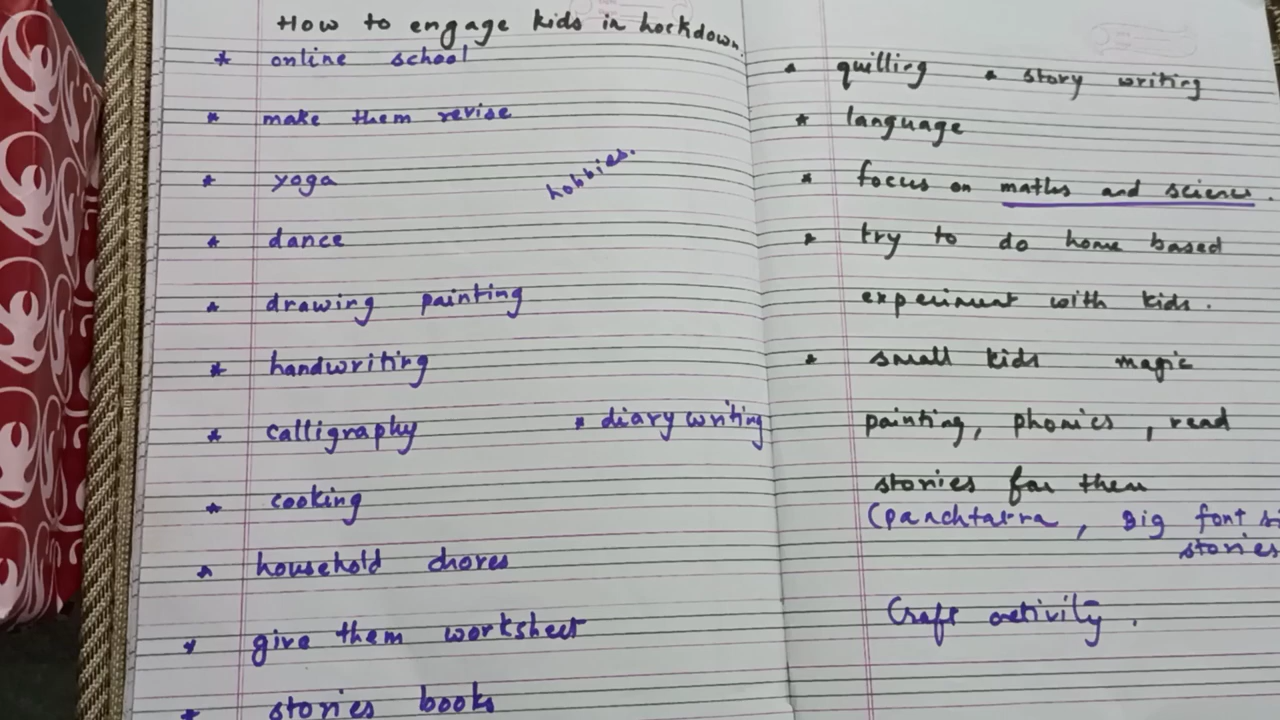 How to engage kids in Lockdown.
* online school
* make them revise
* yoga
hobbies.
* dance
* drawing painting
* handwriting
* calligraphy * diary writing
* cooking
* household chores
* give them worksheet
* stories books
* quilling * story writing
* language
* focus on maths and science.
* try to do home based
experiment with kids.
* small kids magic
painting, phonics, read
stories for them
(Panchtatra, Big font
stories
Craft activity.